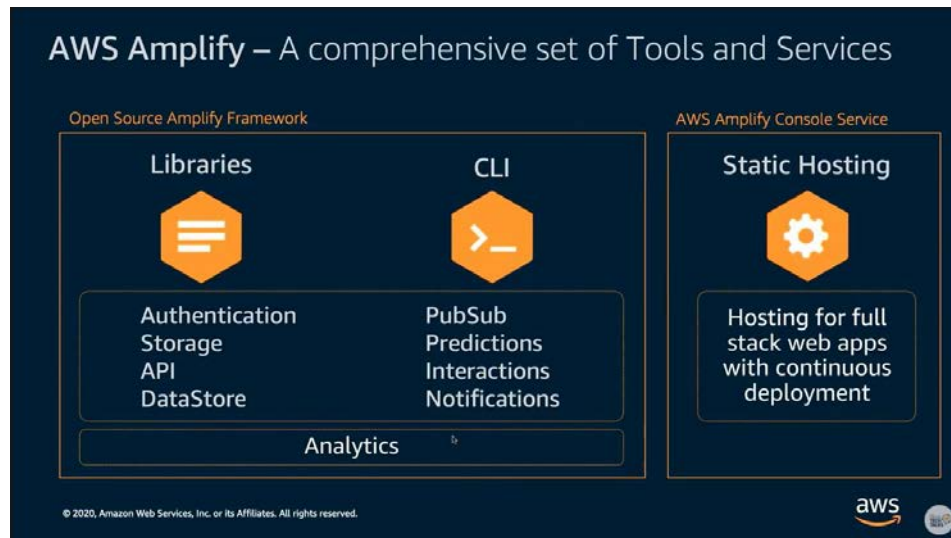 AWS Amplify – A comprehensive set of Tools and Services
Open Source Amplify Framework
AWS Amplify Console Service
Libraries
CLI
Static Hosting
Authentication
Storage
API
DataStore
PubSub
Predictions
Interactions
Notifications
Hosting for full
stack web apps
with continuous
deployment
Analytics
© 2020, Amazon Web Services, Inc. or its Affiliates. All rights reserved.
aws